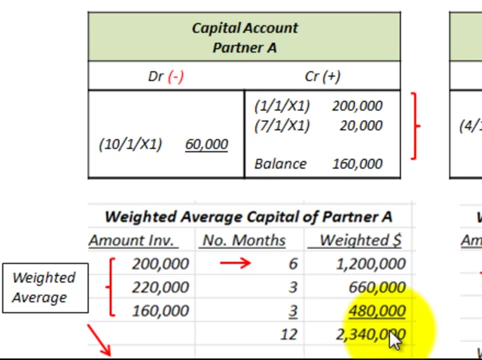 Capital Account
Partner A
Dr (-) Cr (+)
(1/1/X1) 200,000
(7/1/X1) 20,000
(4/
(10/1/X1) 60,000
Balance 160,000
Weighted Average Capital of Partner A
Amount Inv. No. Months Weighted $
Am
200,000 6 1,200,000
220,000 3 660,000
160,000 3 480,000
12 2,340,000
Weighted
Average